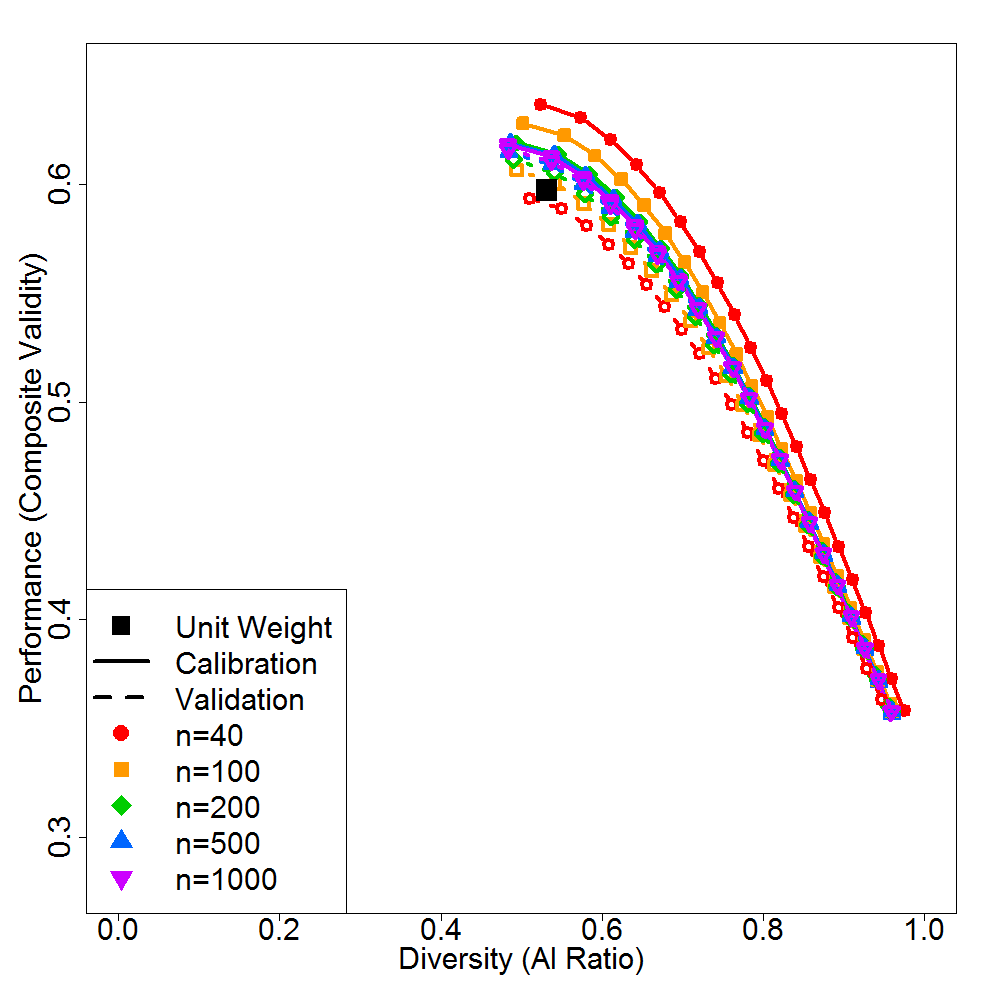 Performance (Composite Validity)
0.6
0.5
0.4
0.3
Unit Weight
Calibration
Validation
n=40
n=100
n=200
n=500
n=1000
0.0 0.2 0.4 0.6 0.8 1.0
Diversity (AI Ratio)